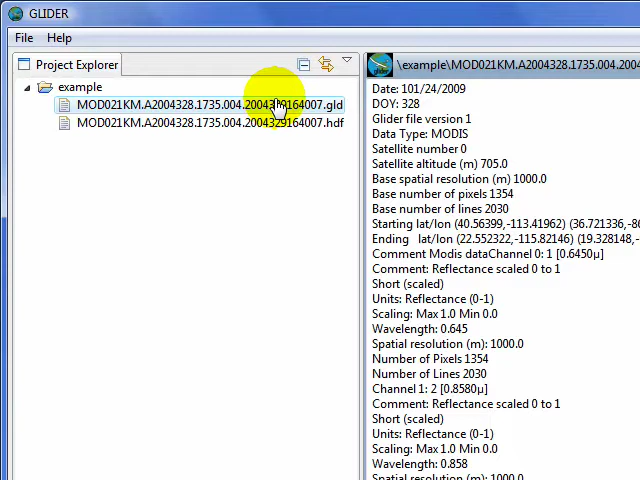 GLIDER
File Help
Project Explorer
\example\MOD021KM.A2004328.1735.004.2004
example
MOD021KM.A2004328.1735.004.2004329164007.gld
MOD021KM.A2004328.1735.004.2004329164007.hdf
Date: 101/24/2009
DOY: 328
Glider file version 1
Data Type: MODIS
Satellite number 0
Satellite altitude (m) 705.0
Base spatial resolution (m) 1000.0
Base number of pixels 1354
Base number of lines 2030
Starting lat/lon (40.56399,-113.41962) (36.721336,-86
Ending lat/lon (22.552322,-115.82146) (19.328148,-
Comment Modis dataChannel 0: 1 [0.6450µ]
Comment: Reflectance scaled 0 to 1
Short (scaled)
Units: Reflectance (0-1)
Scaling: Max 1.0 Min 0.0
Wavelength: 0.645
Spatial resolution (m): 1000.0
Number of Pixels 1354
Number of Lines 2030
Channel 1: 2 [0.8580µ]
Comment: Reflectance scaled 0 to 1
Short (scaled)
Units: Reflectance (0-1)
Scaling: Max 1.0 Min 0.0
Wavelength: 0.858
Spatial resolution (m): 1000.0